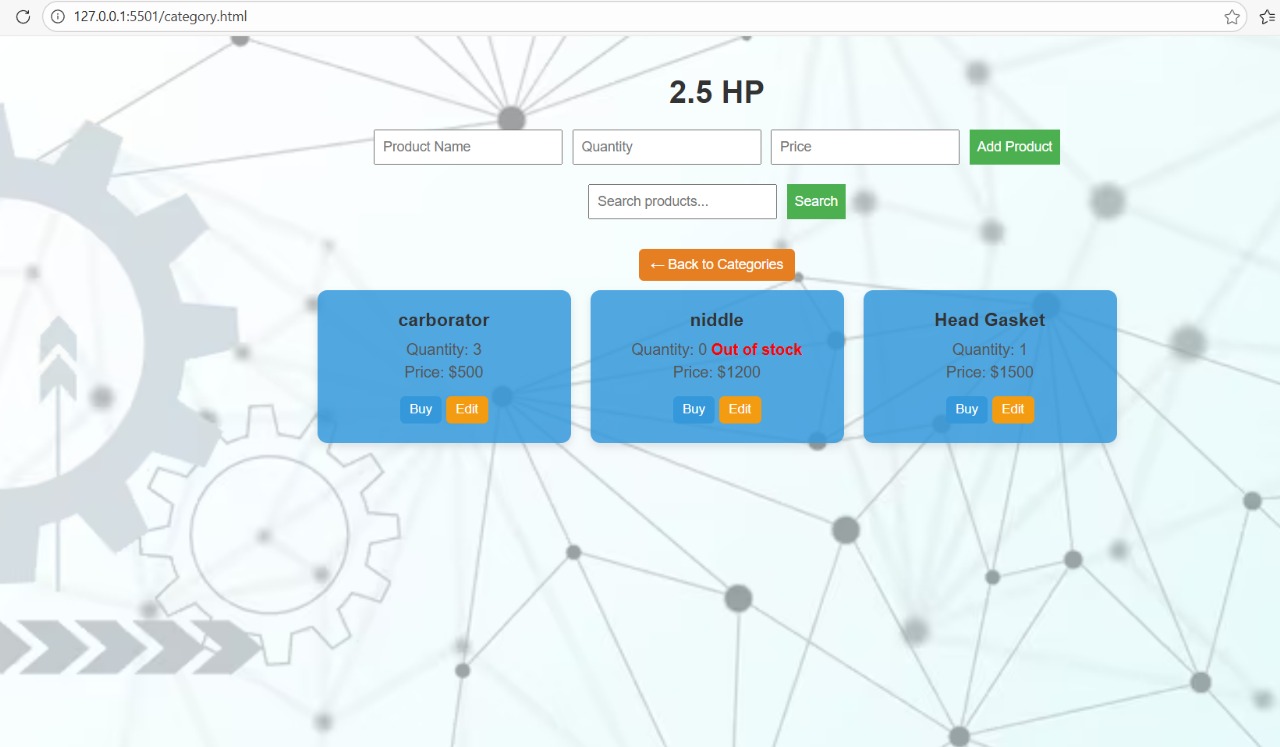 127.0.0.1:5501/category.html
2.5 HP
Product Name Quantity Price Add Product
Search products... Search
← Back to Categories
carborator
Quantity: 3
Price: $500
Buy Edit
niddle
Quantity: 0 Out of stock
Price: $1200
Buy Edit
Head Gasket
Quantity: 1
Price: $1500
Buy Edit